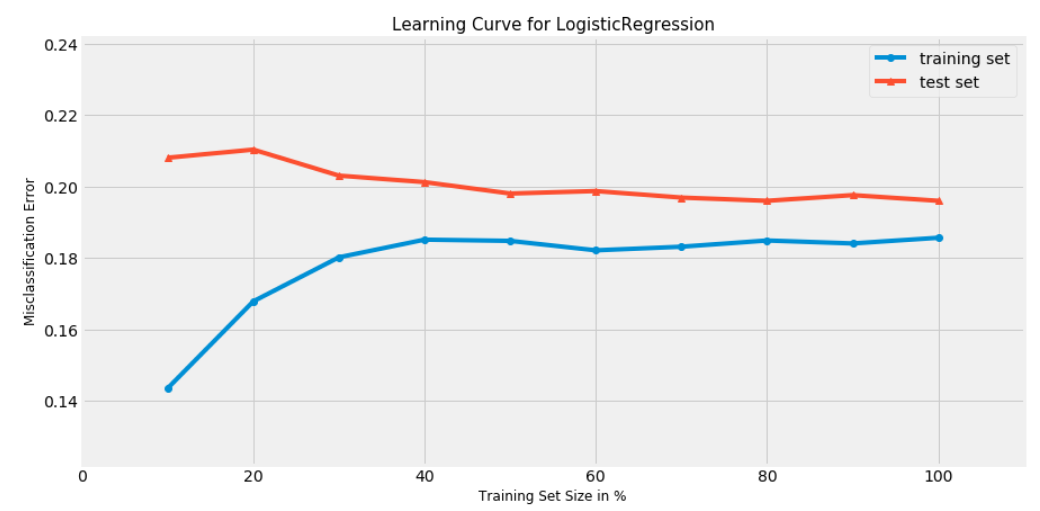 Learning Curve for LogisticRegression
0.24
0.22
0.20
0.18
0.16
0.14
Misclassification Error
training set
test set
0 20 40 60 80 100
Training Set Size in %